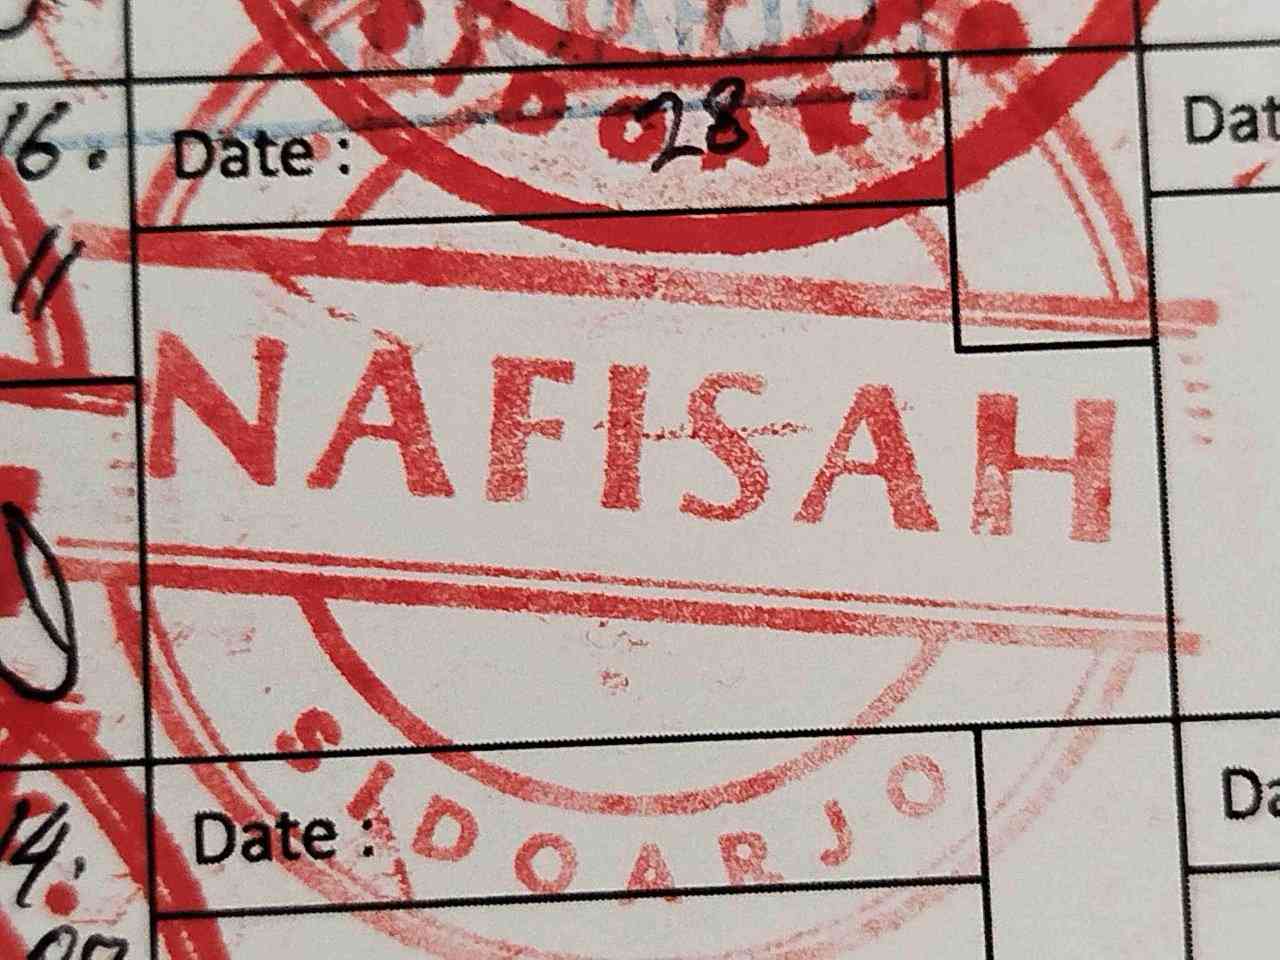 16.
Date : 28
Dat
11
NAFISAH
SIDOARJO
Date :
Da
14.